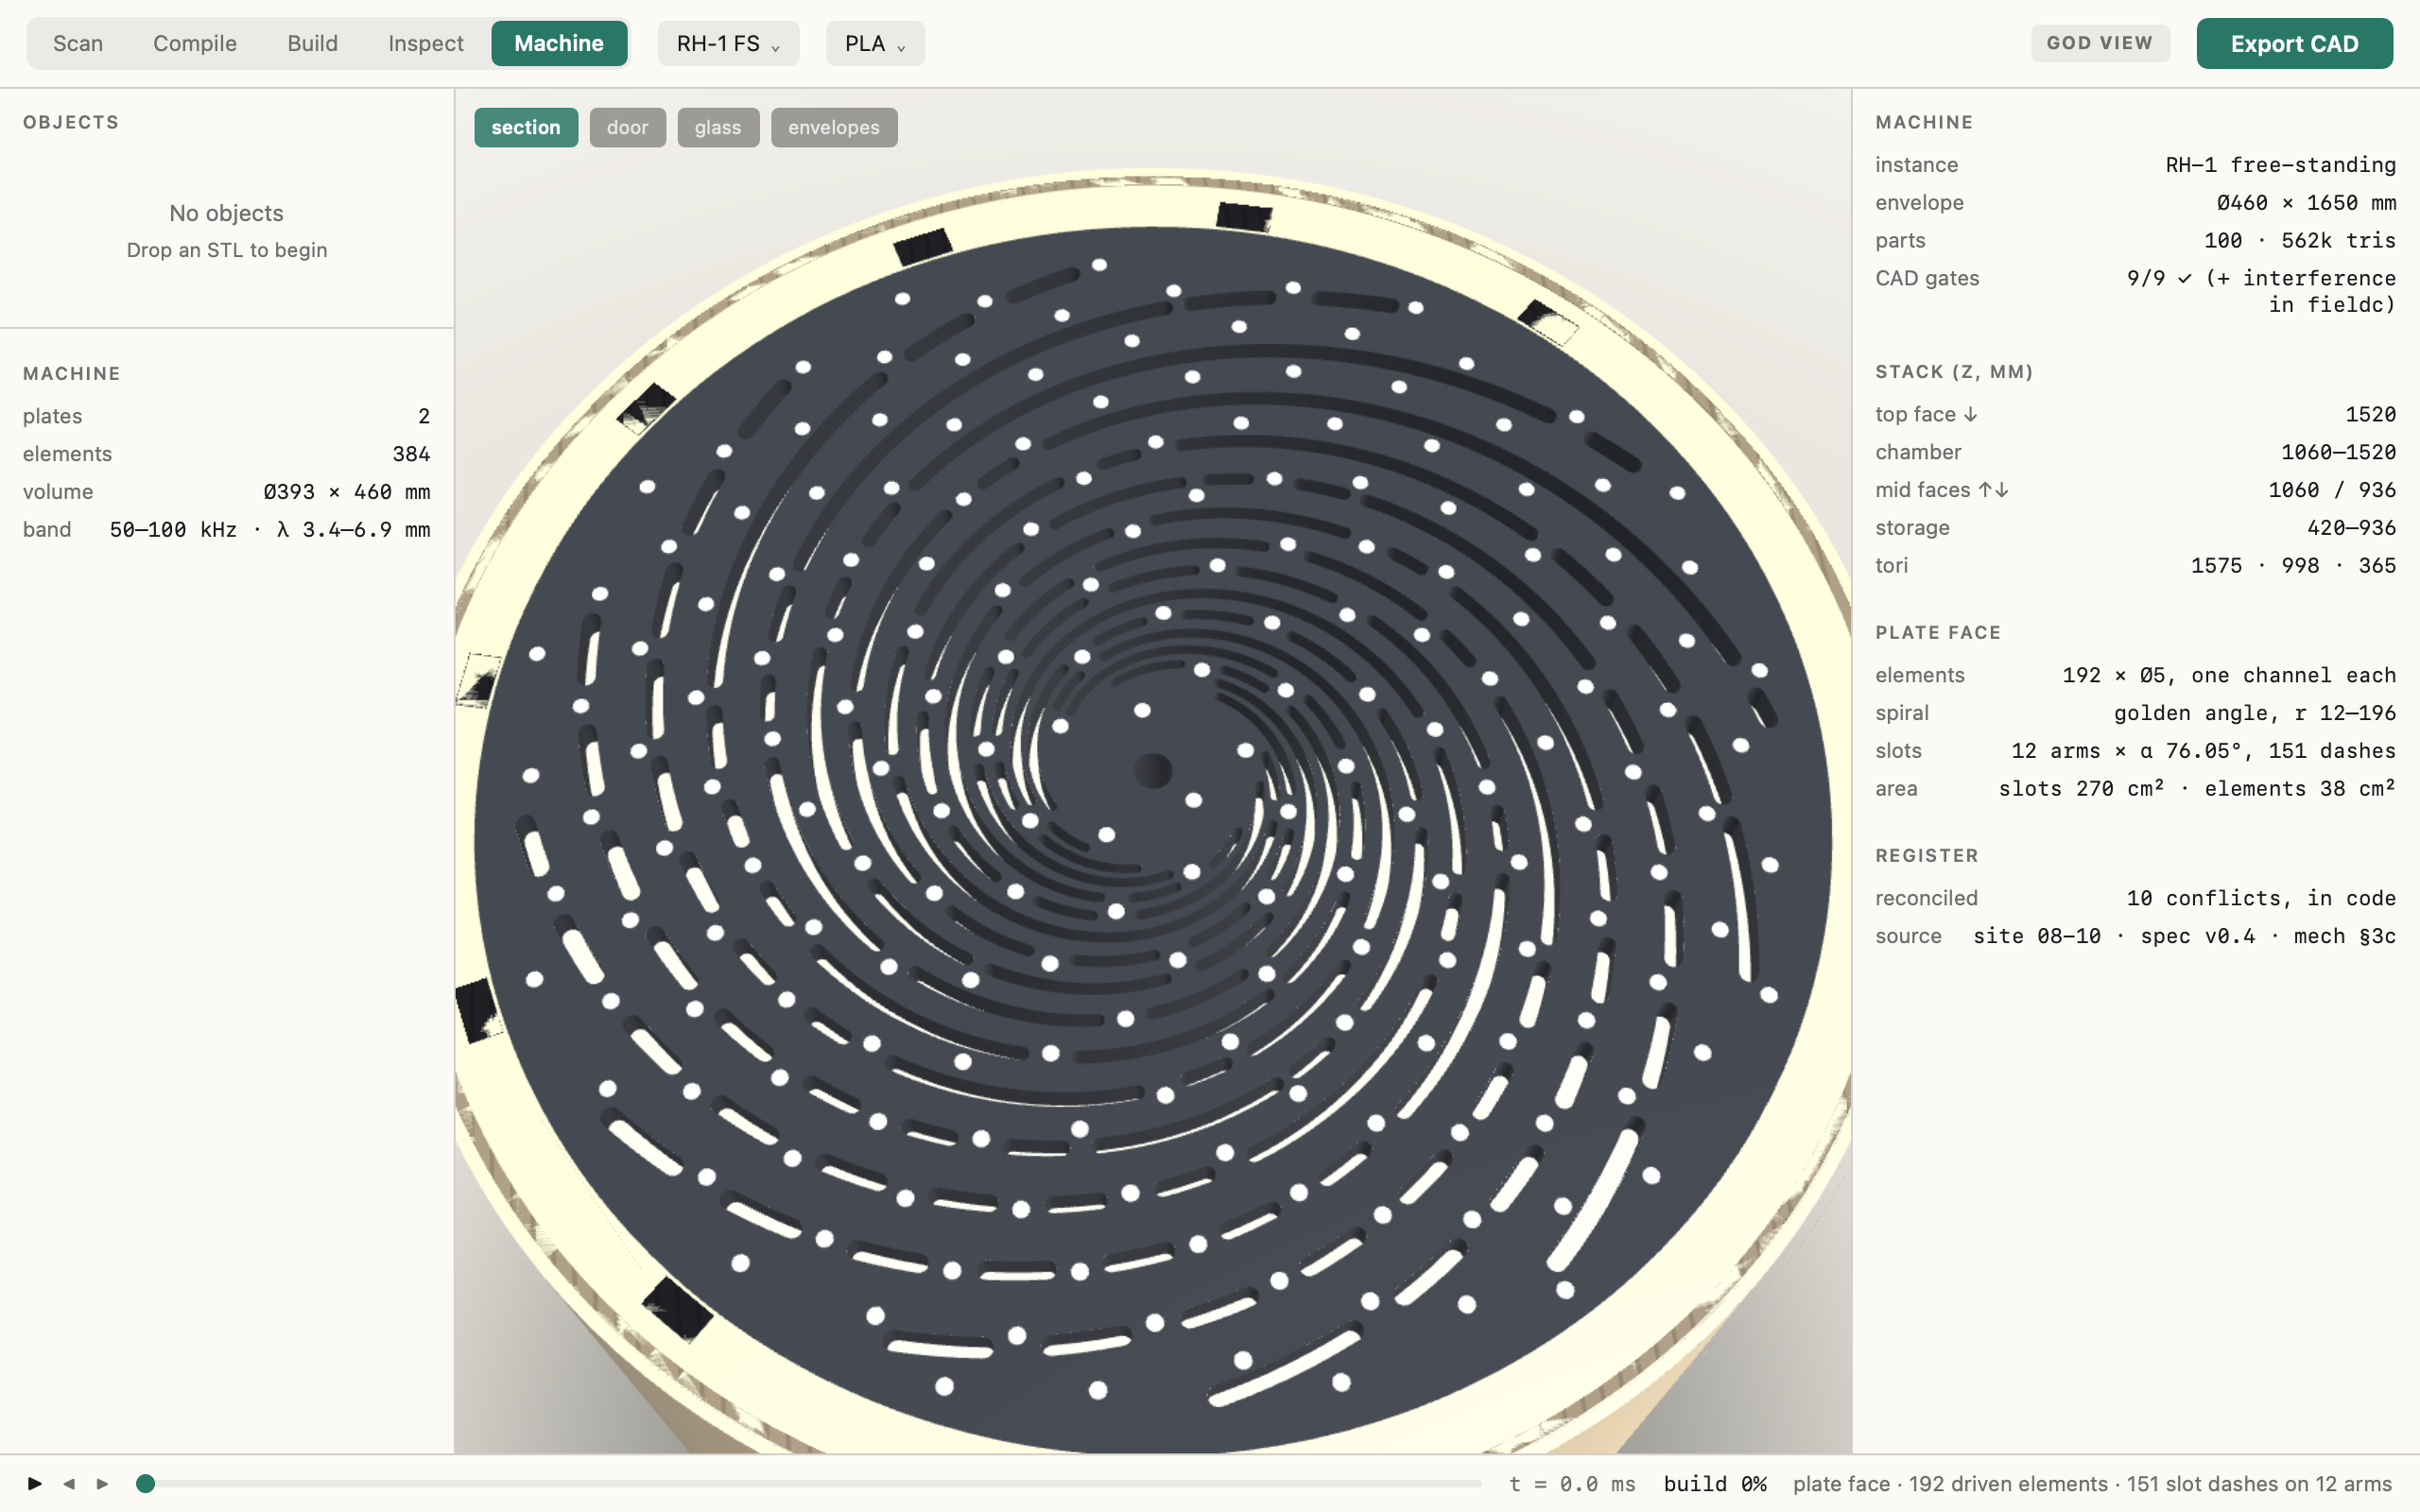 Scan Compile Build Inspect Machine RH-1 FS PLA GOD VIEW Export CAD
OBJECTS
No objects
Drop an STL to begin
MACHINE
plates 2
elements 384
volume Ø393 × 460 mm
band 50–100 kHz · λ 3.4–6.9 mm
section door glass envelopes
MACHINE
instance RH–1 free–standing
envelope Ø460 × 1650 mm
parts 100 · 562k tris
CAD gates 9/9 ✓ (+ interference
in fieldc)
STACK (Z, MM)
top face ↓ 1520
chamber 1060–1520
mid faces ↑↓ 1060 / 936
storage 420–936
tori 1575 · 998 · 365
PLATE FACE
elements 192 × Ø5, one channel each
spiral golden angle, r 12–196
slots 12 arms × α 76.05°, 151 dashes
area slots 270 cm² · elements 38 cm²
REGISTER
reconciled 10 conflicts, in code
source site 08–10 · spec v0.4 · mech §3c
t = 0.0 ms build 0% plate face · 192 driven elements · 151 slot dashes on 12 arms